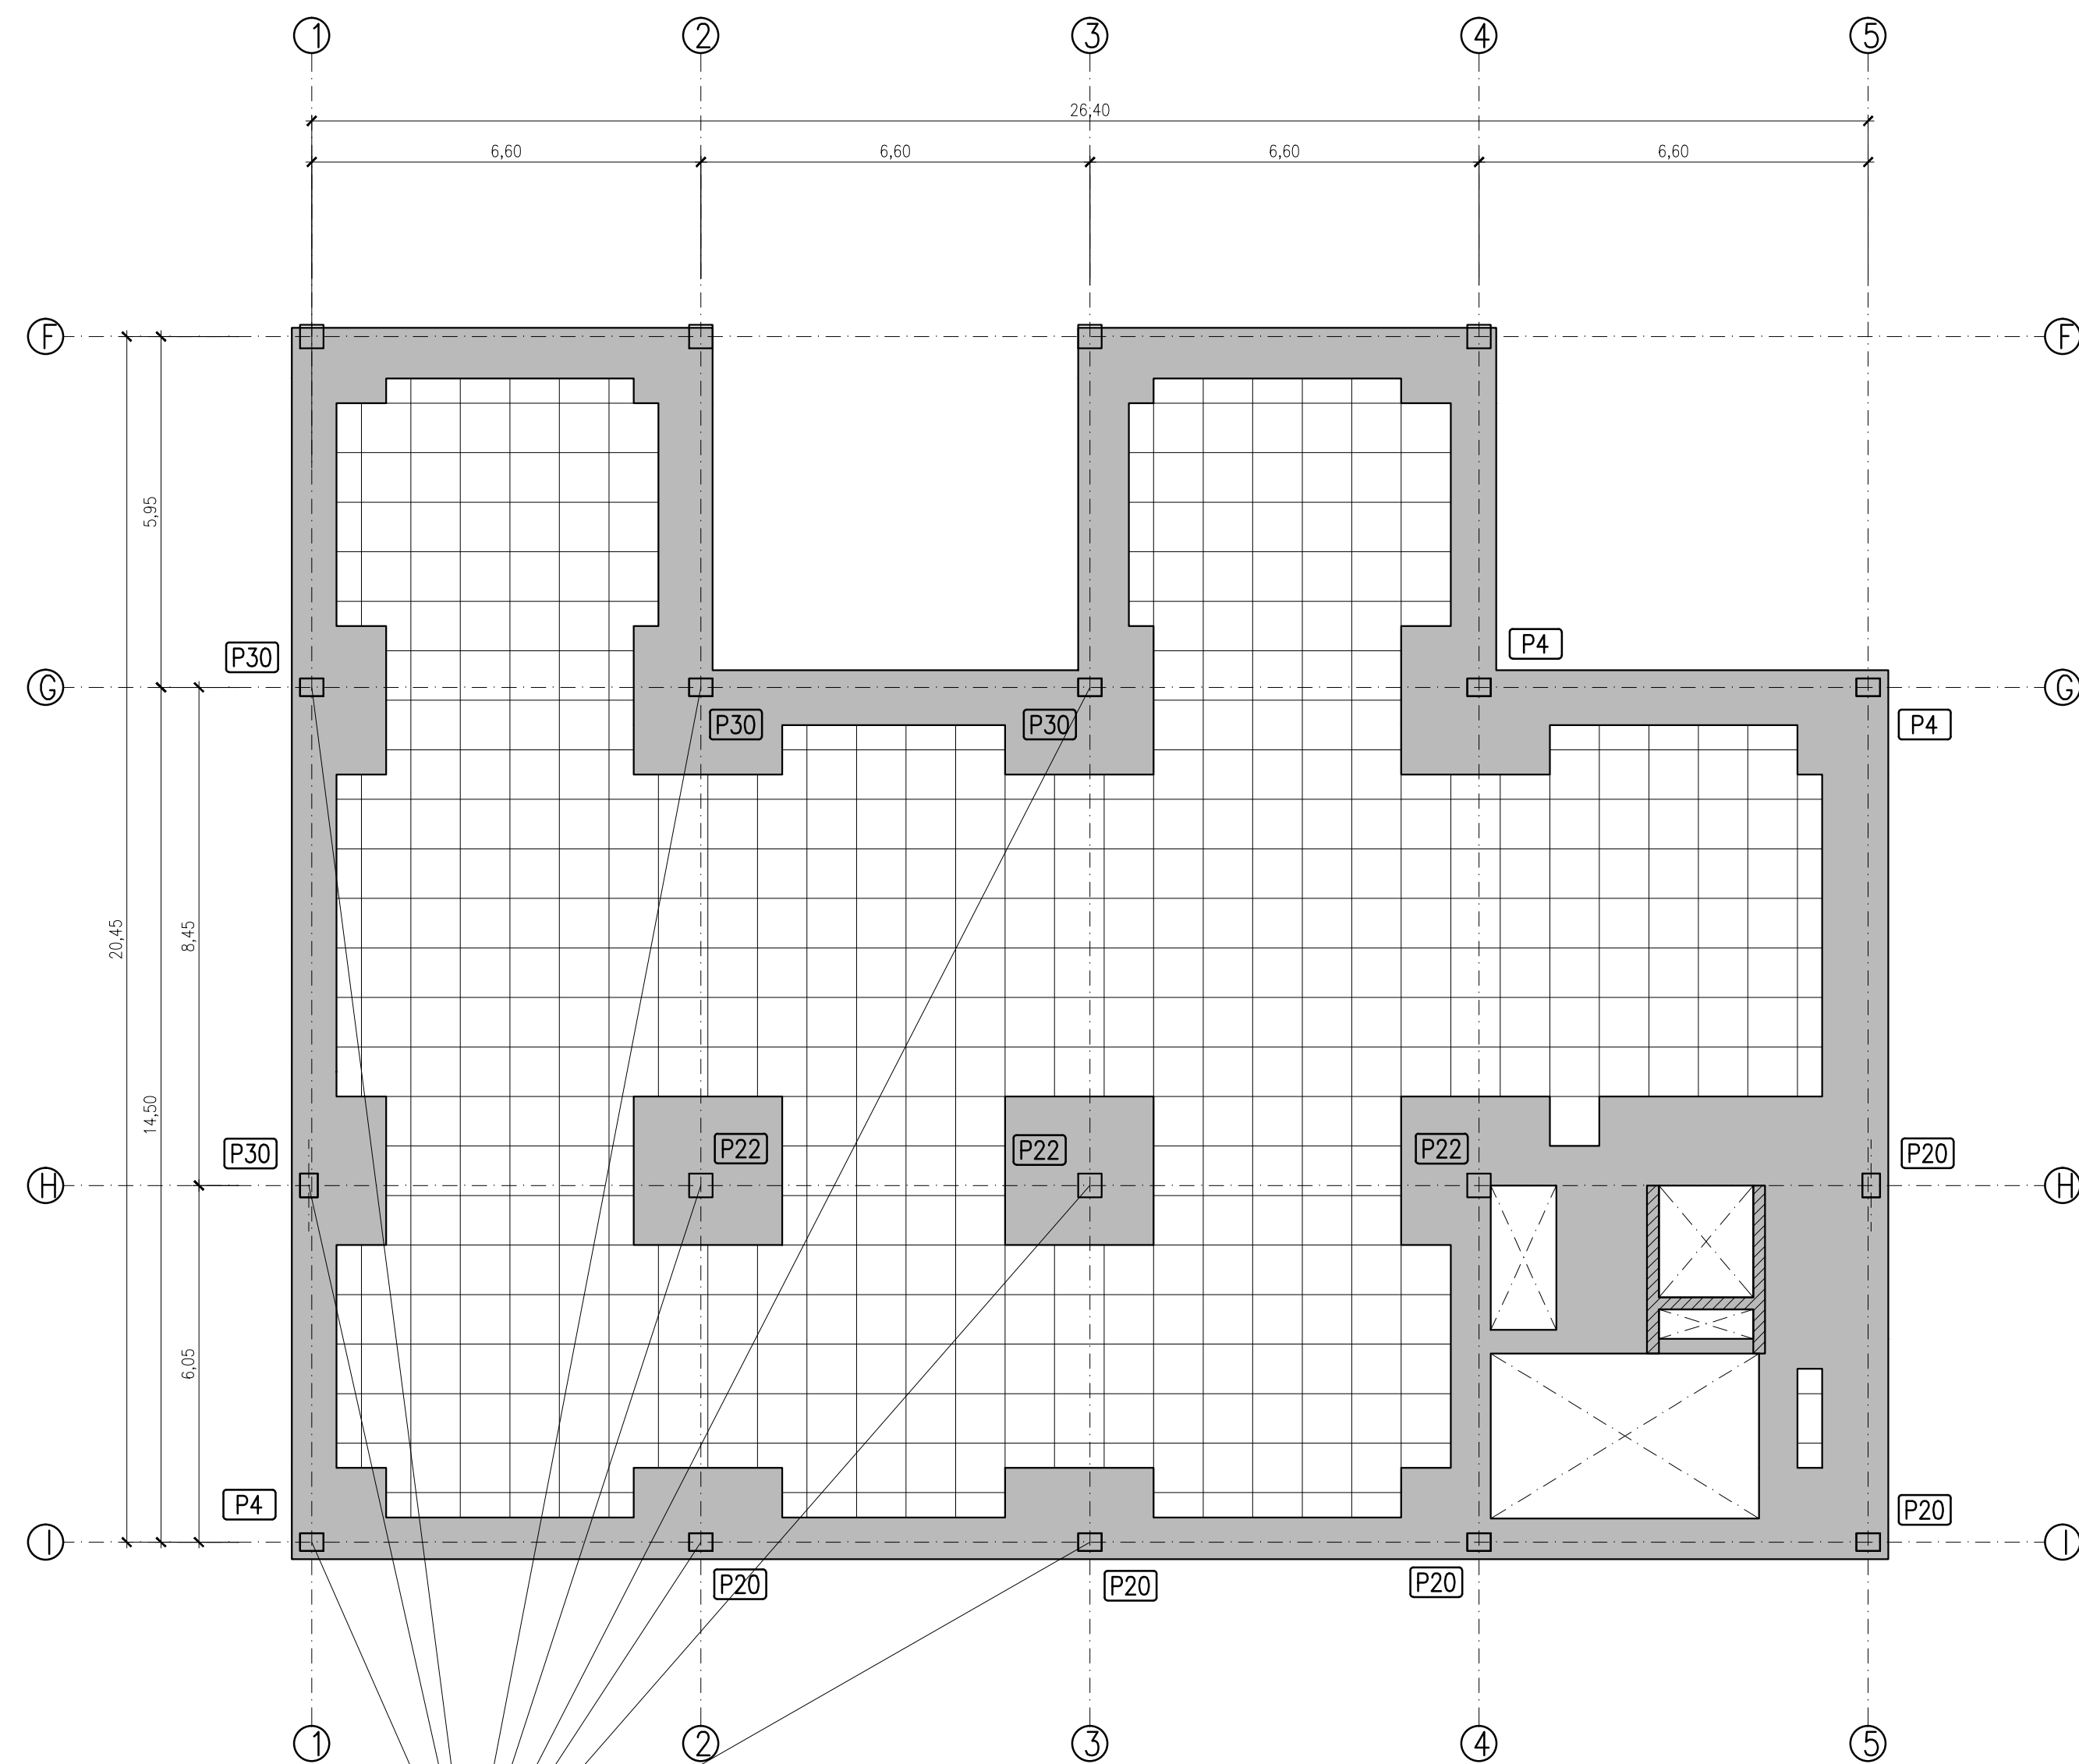 1 2 3 4 5
26,40
6,60 6,60 6,60 6,60
F F
5,95
P30 P4
G G
P30 P30 P4
20,45
8,45
14,50
P30 P22 P22 P22 P20
H H
6,05
P4 P20
I I
P20 P20 P20
1 2 3 4 5